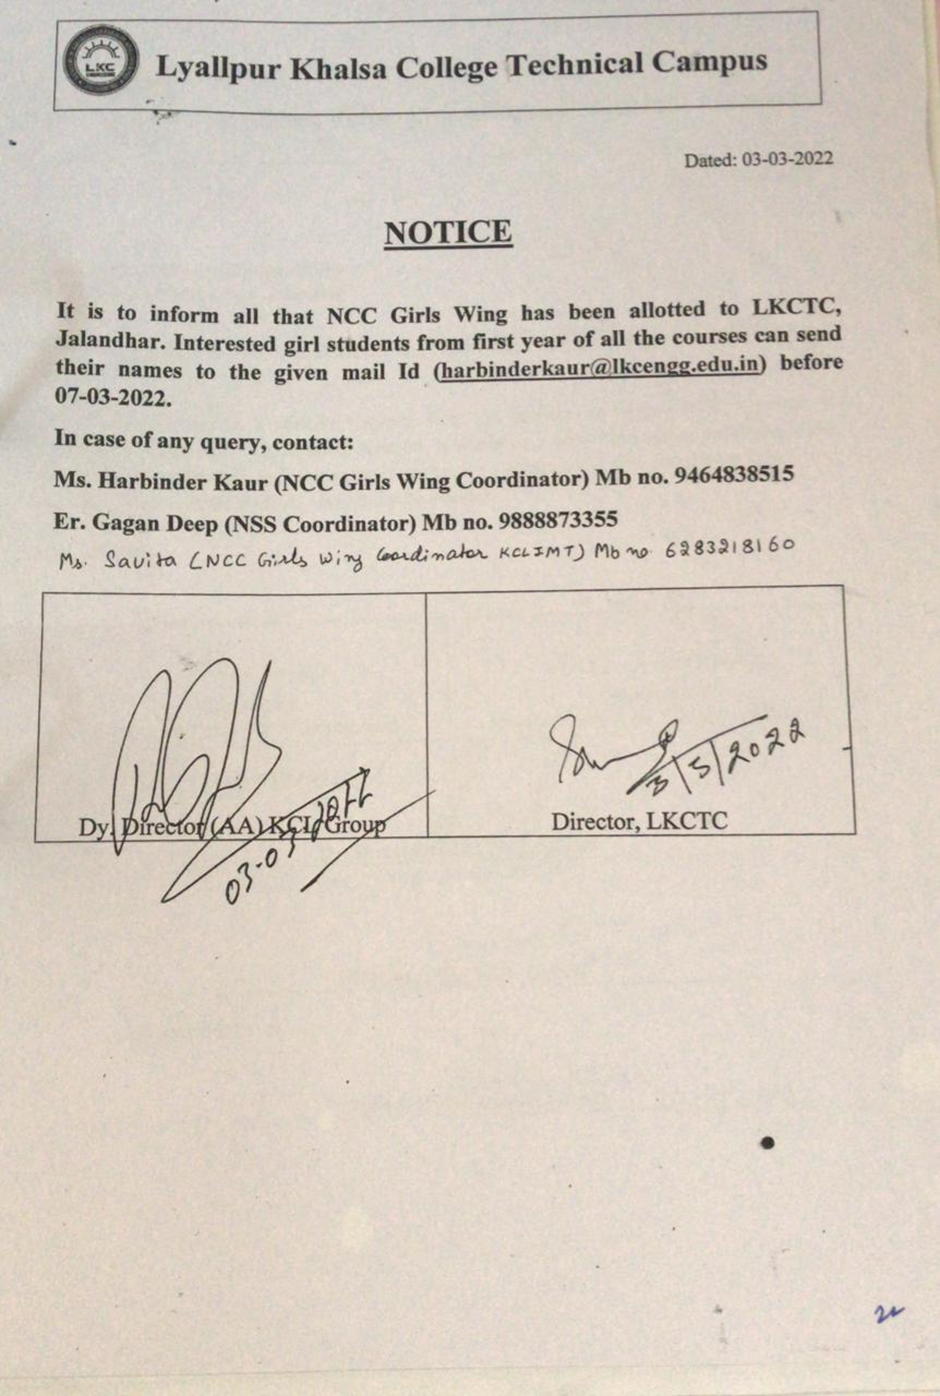 LKC
Lyallpur Khalsa College Technical Campus
Dated: 03-03-2022
NOTICE
It is to inform all that NCC Girls Wing has been allotted to LKCTC,
Jalandhar. Interested girl students from first year of all the courses can send
their names to the given mail Id (harbinderkaur@lkcengg.edu.in) before
07-03-2022.
In case of any query, contact:
Ms. Harbinder Kaur (NCC Girls Wing Coordinator) Mb no. 9464838515
Er. Gagan Deep (NSS Coordinator) Mb no. 9888873355
Ms. Savita (NCC Girls Wing Coordinator KCLIMT) Mb no 6283218160
Dy. Director (AA) KCL Group
3/3/2022
Director, LKCTC